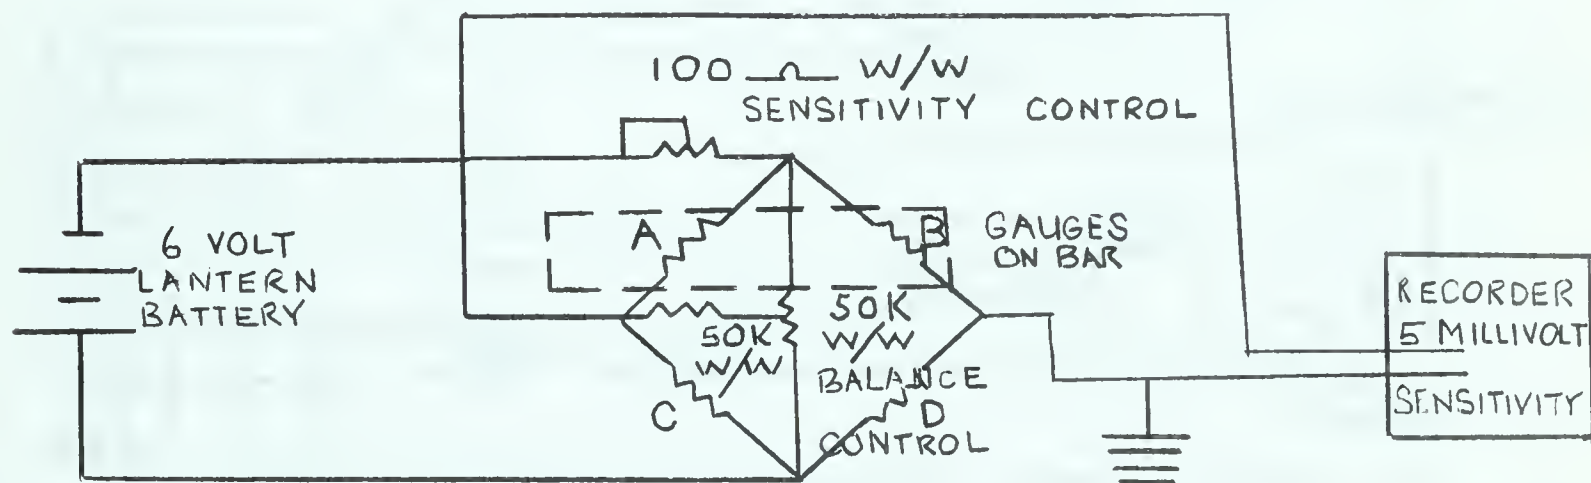 100 Ω W/W
SENSITIVITY CONTROL
6 VOLT
LANTERN
BATTERY
A
B
GAUGES
ON BAR
50K
W/W
50K
W/W
BALANCE
CONTROL
C
D
RECORDER
5 MILLIVOLT
SENSITIVITY